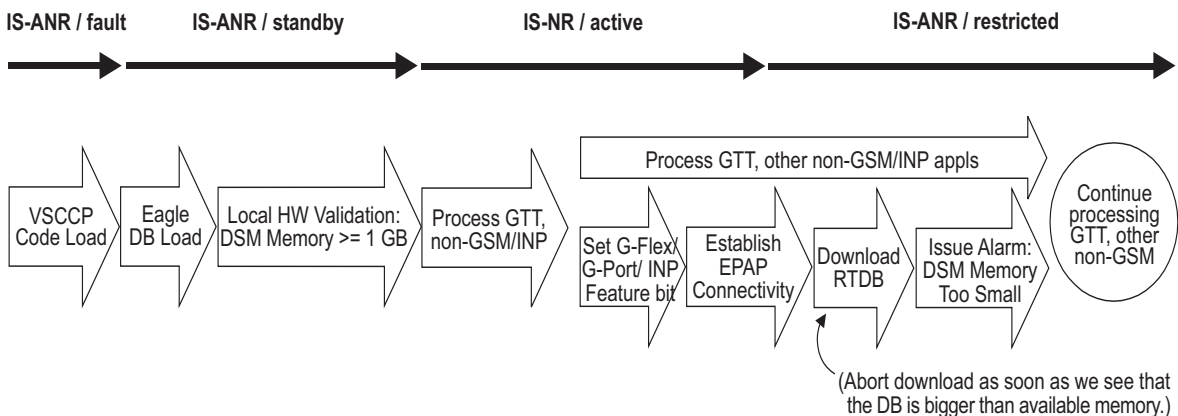 IS-ANR / fault
IS-ANR / standby
IS-NR / active
IS-ANR / restricted
Process GTT, other non-GSM/INP appls
VSCCP
Code Load
Eagle
DB Load
Local HW Validation:
DSM Memory >= 1 GB
Process GTT,
non-GSM/INP
Set G-Flex/
G-Port/ INP
Feature bit
Establish
EPAP
Connectivity
Download
RTDB
Issue Alarm:
DSM Memory
Too Small
Continue
processing
GTT, other
non-GSM
(Abort download as soon as we see that
the DB is bigger than available memory.)